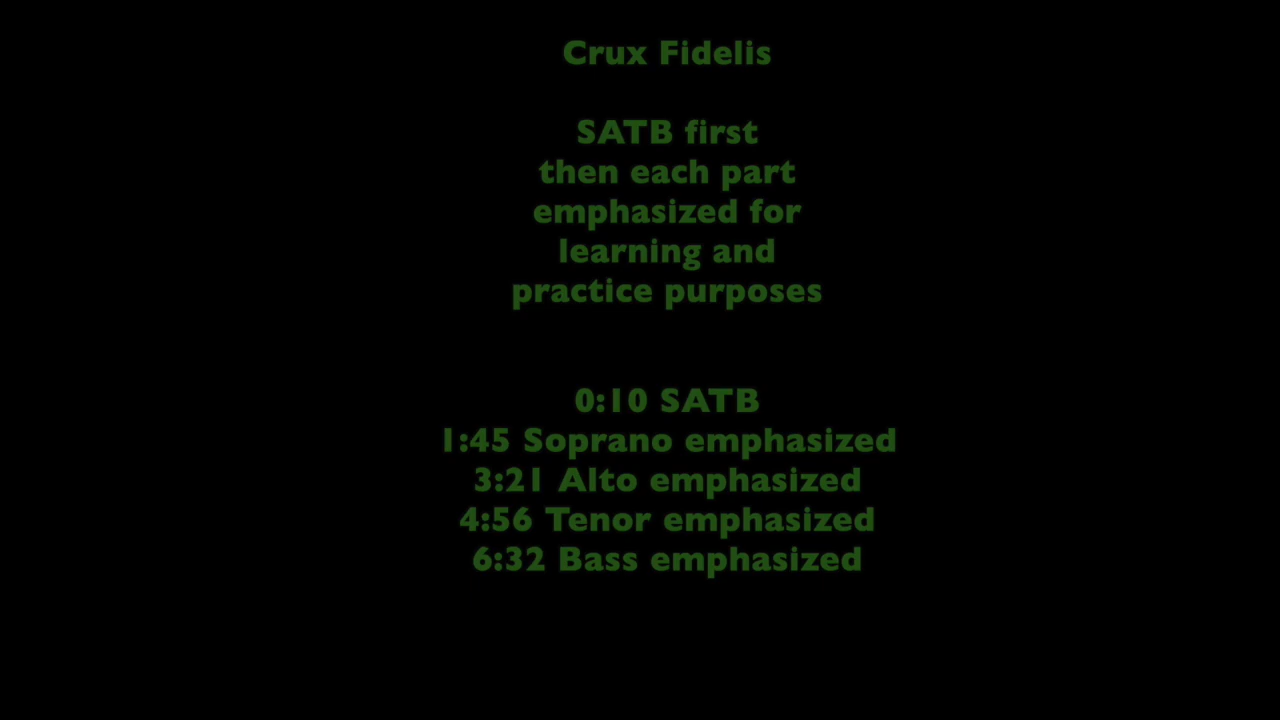 Crux Fidelis
SATB first
then each part
emphasized for
learning and
practice purposes
0:10 SATB
1:45 Soprano emphasized
3:21 Alto emphasized
4:56 Tenor emphasized
6:32 Bass emphasized